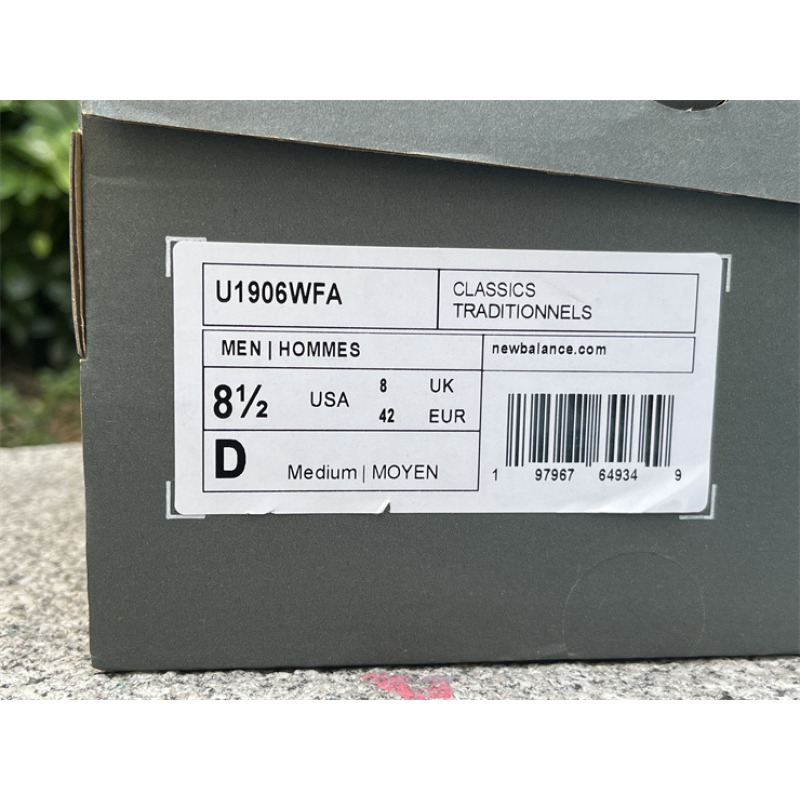 U1906WFA
CLASSICS
TRADITIONNELS
MEN | HOMMES
newbalance.com
8½ USA 8 UK
42 EUR
D Medium | MOYEN
1 97967 64934 9